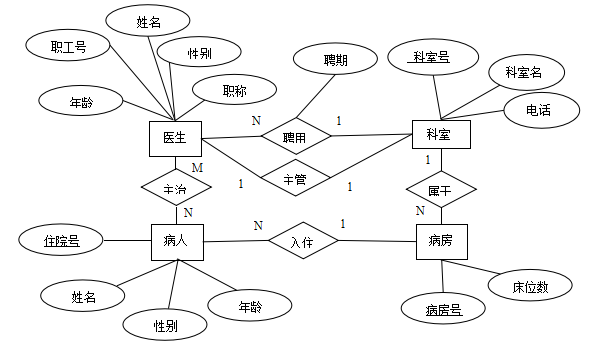 姓名
职工号
性别
聘期
科室号
科室名
年龄
职称
电话
N
1
医生
聘用
科室
M
1
主管
1
1
主治
属于
N
N
1
N
住院号
病人
入住
病房
姓名
年龄
床位数
性别
病房号